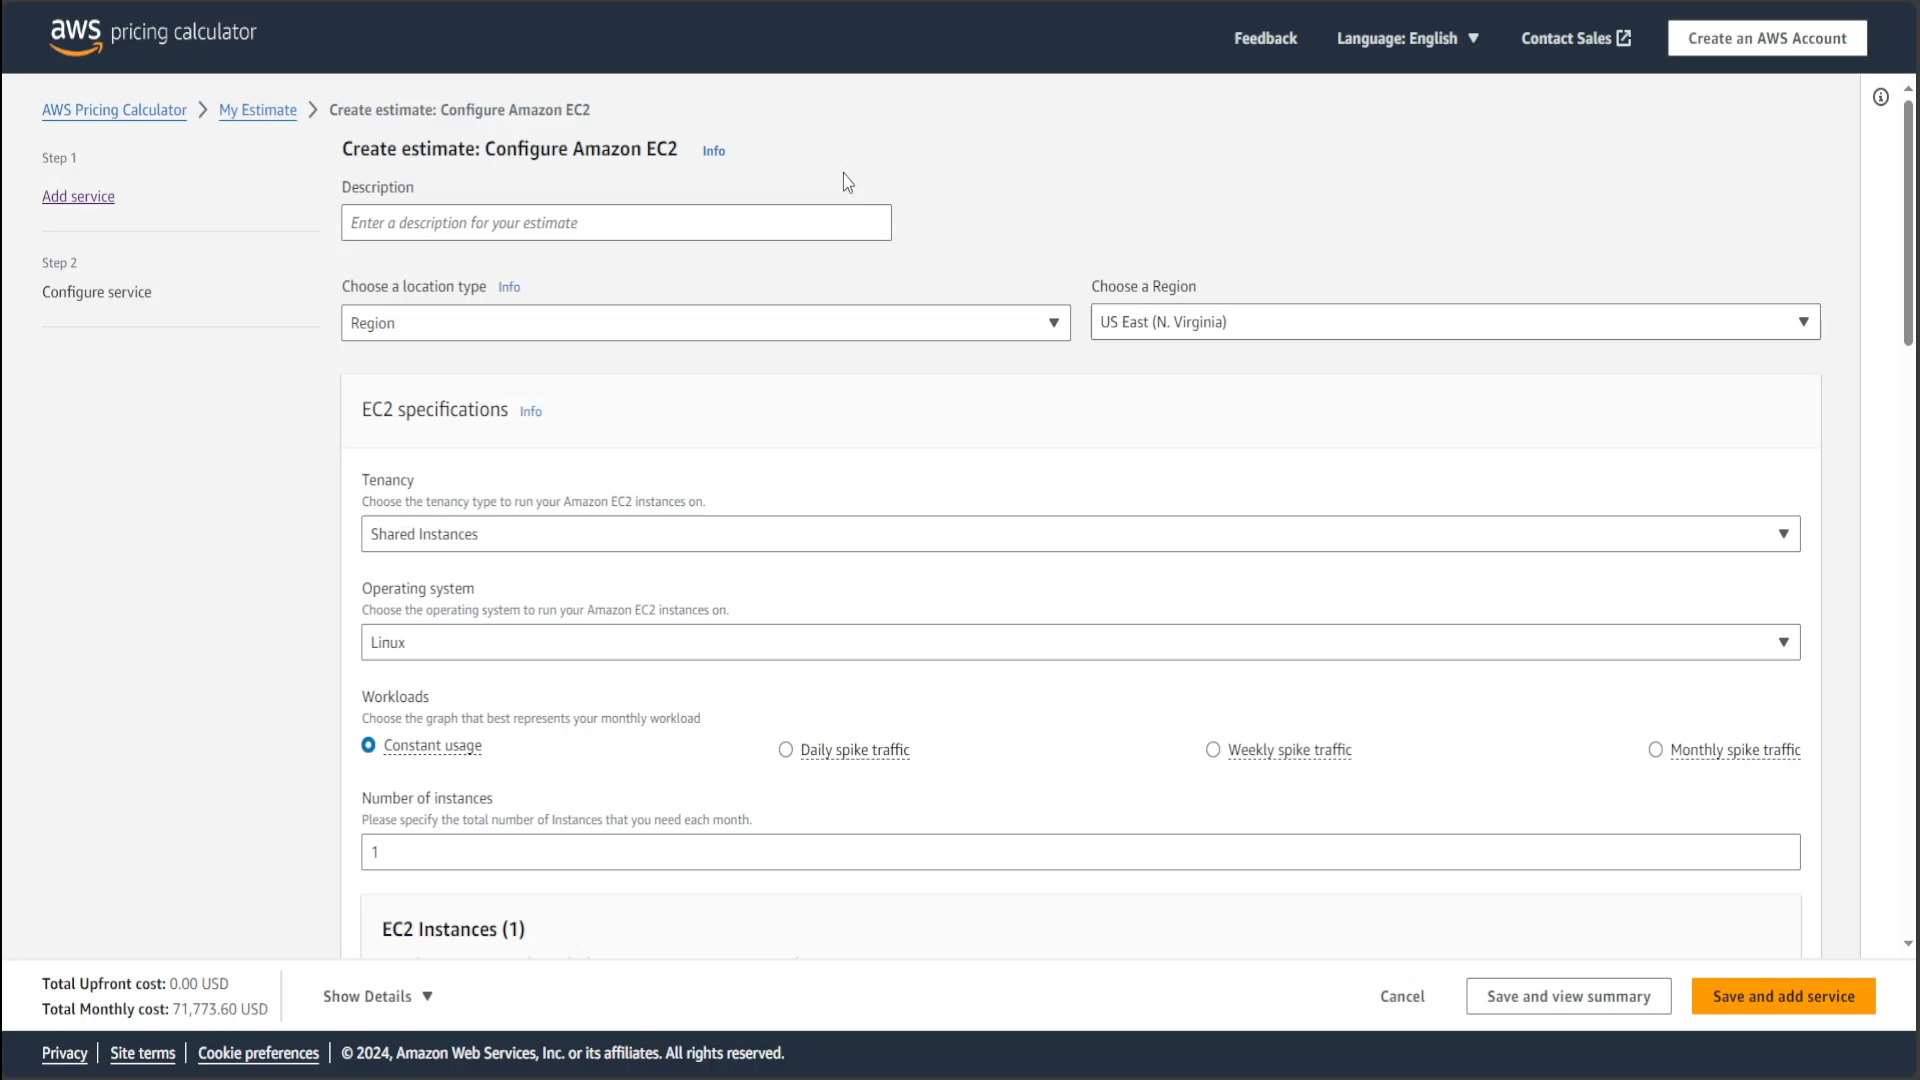 aws pricing calculator
Feedback
Language: English
Contact Sales
Create an AWS Account
AWS Pricing Calculator
My Estimate
Create estimate: Configure Amazon EC2
Step 1
Add service
Step 2
Configure service
Create estimate: Configure Amazon EC2 Info
Description
Enter a description for your estimate
Choose a location type Info
Region
Choose a Region
US East (N. Virginia)
EC2 specifications Info
Tenancy
Choose the tenancy type to run your Amazon EC2 instances on.
Shared Instances
Operating system
Choose the operating system to run your Amazon EC2 instances on.
Linux
Workloads
Choose the graph that best represents your monthly workload
Constant usage
Daily spike traffic
Weekly spike traffic
Monthly spike traffic
Number of instances
Please specify the total number of Instances that you need each month.
1
EC2 Instances (1)
Total Upfront cost: 0.00 USD
Total Monthly cost: 71,773.60 USD
Show Details
Cancel
Save and view summary
Save and add service
Privacy
Site terms
Cookie preferences
© 2024, Amazon Web Services, Inc. or its affiliates. All rights reserved.